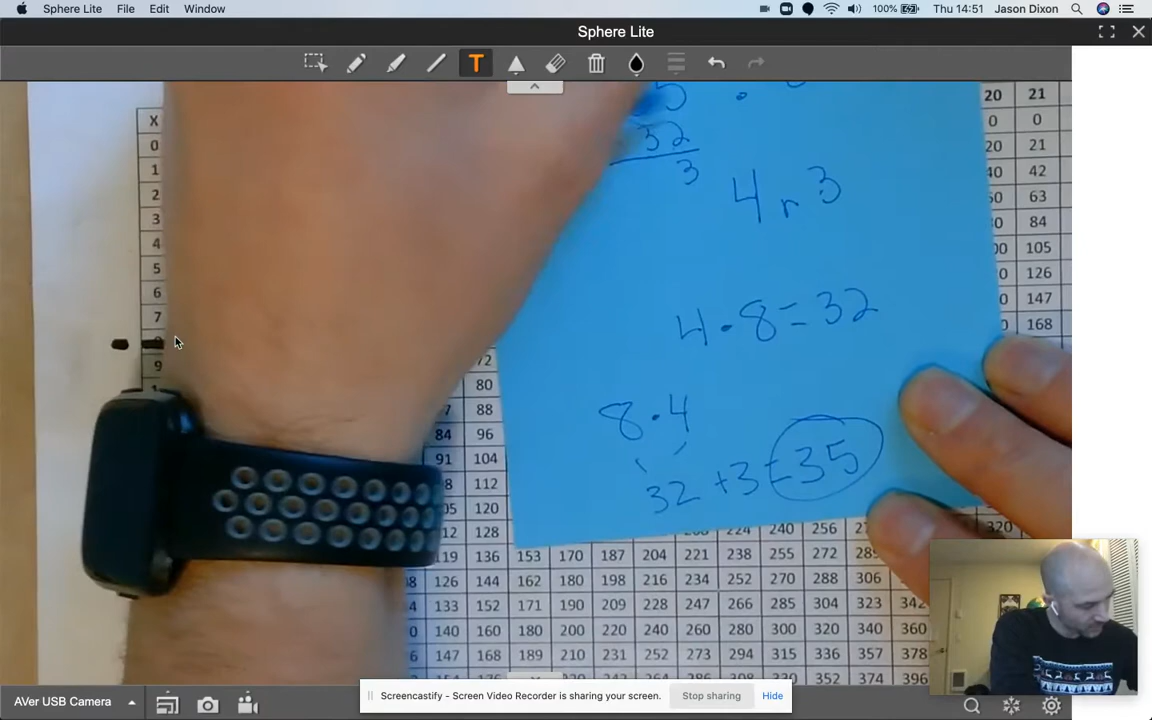 Sphere Lite File Edit Window 100% Thu 14:51 Jason Dixon
Sphere Lite
T
5
32
3
4 r 3
4 · 8 = 32
8 · 4
32 + 3 = 35
X
0
1
2
3
4
5
6
7
9
20 21
0 0
20 21
40 42
63
84
105
126
147
168
72
80
88
84 96
91 104
112
120
128 224 240 256
119 136 153 170 187 204 221 238 255 272 320
126 144 162 180 198 216 234 252 270 288 306
133 152 171 190 209 228 247 266 285 304 323 342
140 160 180 200 220 240 260 280 300 320 340 360
147 168 189 210 231 252 273 294 315 336 357 378
352 374 396
Screencastify - Screen Video Recorder is sharing your screen. Stop sharing Hide
AVer USB Camera